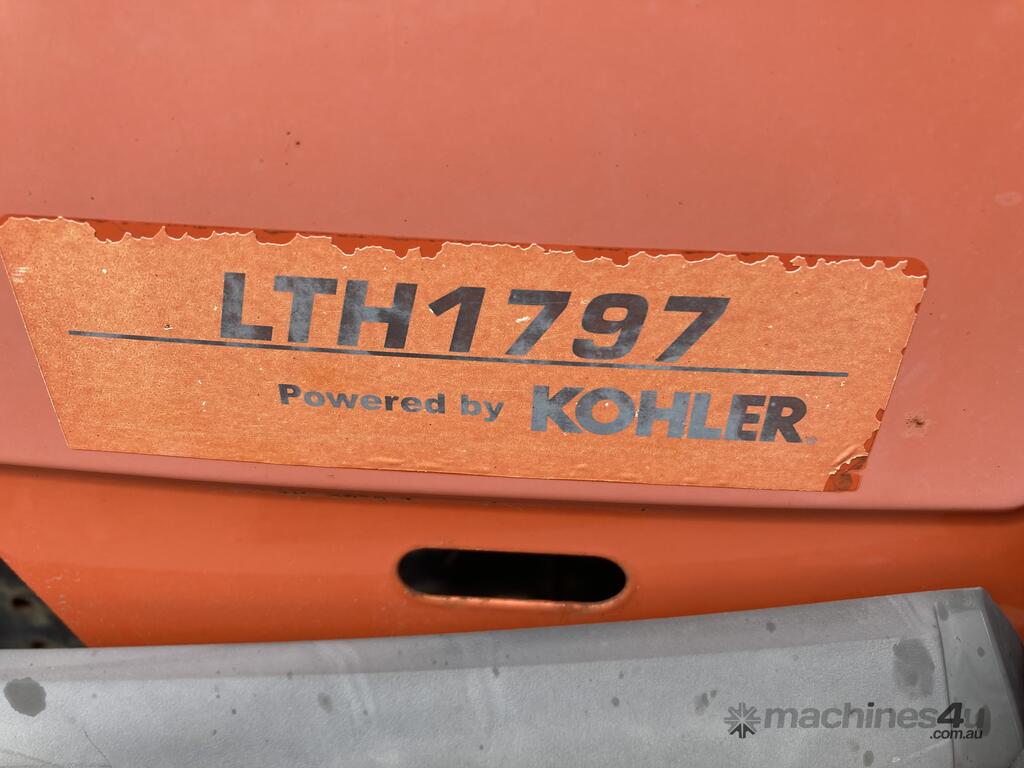 LTH1797
Powered by KOHLER.
machines4u
.com.au